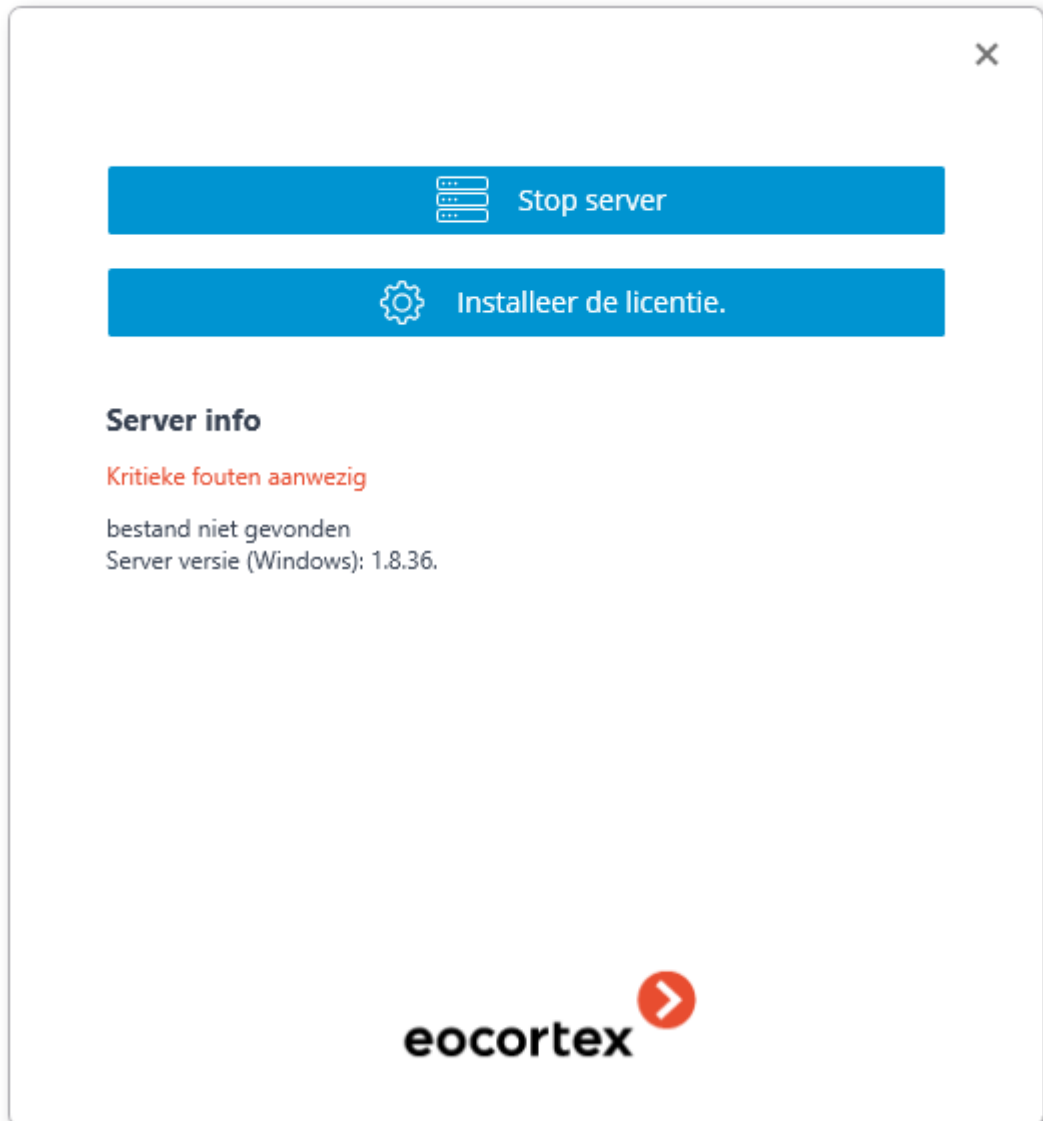 Stop server
Installeer de licentie.
Server info
Kritieke fouten aanwezig
bestand niet gevonden
Server versie (Windows): 1.8.36.
eocortex